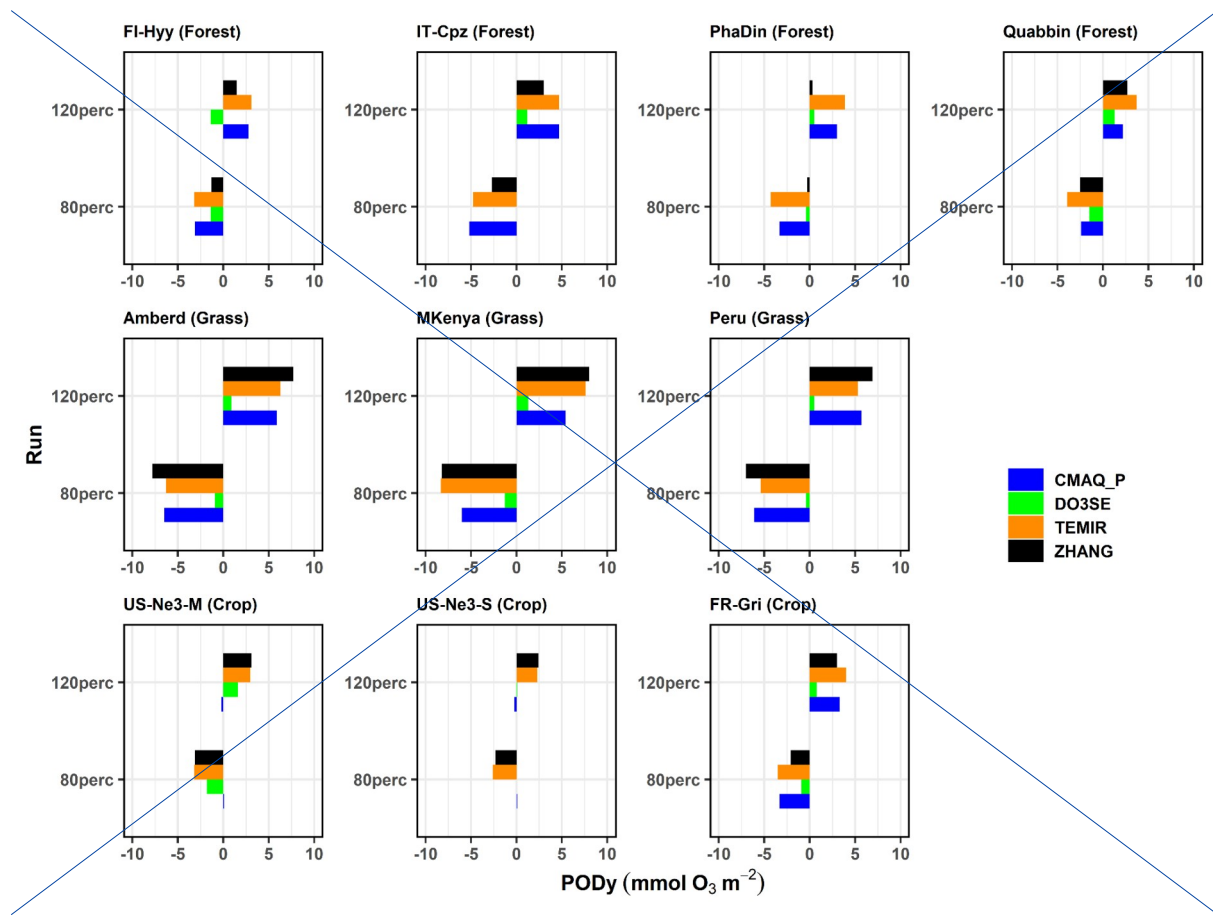 FI-Hyy (Forest) IT-Cpz (Forest) PhaDin (Forest) Quabbin (Forest)
120perc 120perc 120perc 120perc
80perc 80perc 80perc 80perc
-10 -5 0 5 10 -10 -5 0 5 10 -10 -5 0 5 10 -10 -5 0 5 10
Amberd (Grass) MKenya (Grass) Peru (Grass)
120perc 120perc 120perc
Run
80perc 80perc 80perc
CMAQ_P
DO3SE
TEMIR
ZHANG
-10 -5 0 5 10 -10 -5 0 5 10 -10 -5 0 5 10
US-Ne3-M (Crop) US-Ne3-S (Crop) FR-Gri (Crop)
120perc 120perc 120perc
80perc 80perc 80perc
-10 -5 0 5 10 -10 -5 0 5 10 -10 -5 0 5 10
PODy (mmol O₃ m⁻²)